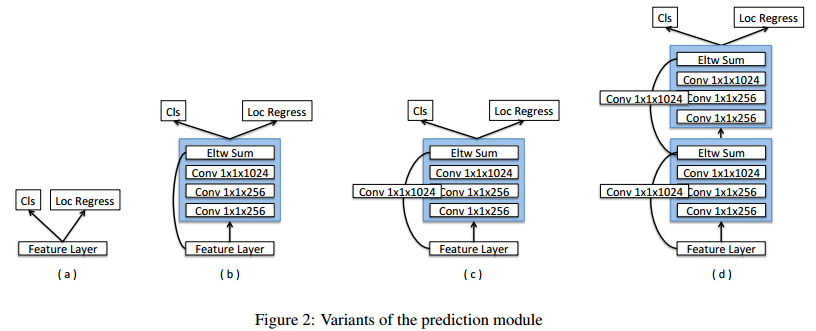 Cls
Loc Regress
Feature Layer
( a )
Cls
Loc Regress
Eltw Sum
Conv 1x1x1024
Conv 1x1x256
Conv 1x1x256
Feature Layer
( b )
Cls
Loc Regress
Eltw Sum
Conv 1x1x1024
Conv 1x1x1024
Conv 1x1x256
Conv 1x1x256
Feature Layer
( c )
Cls
Loc Regress
Eltw Sum
Conv 1x1x1024
Conv 1x1x1024
Conv 1x1x256
Conv 1x1x256
Eltw Sum
Conv 1x1x1024
Conv 1x1x1024
Conv 1x1x256
Conv 1x1x256
Feature Layer
( d )
Figure 2: Variants of the prediction module